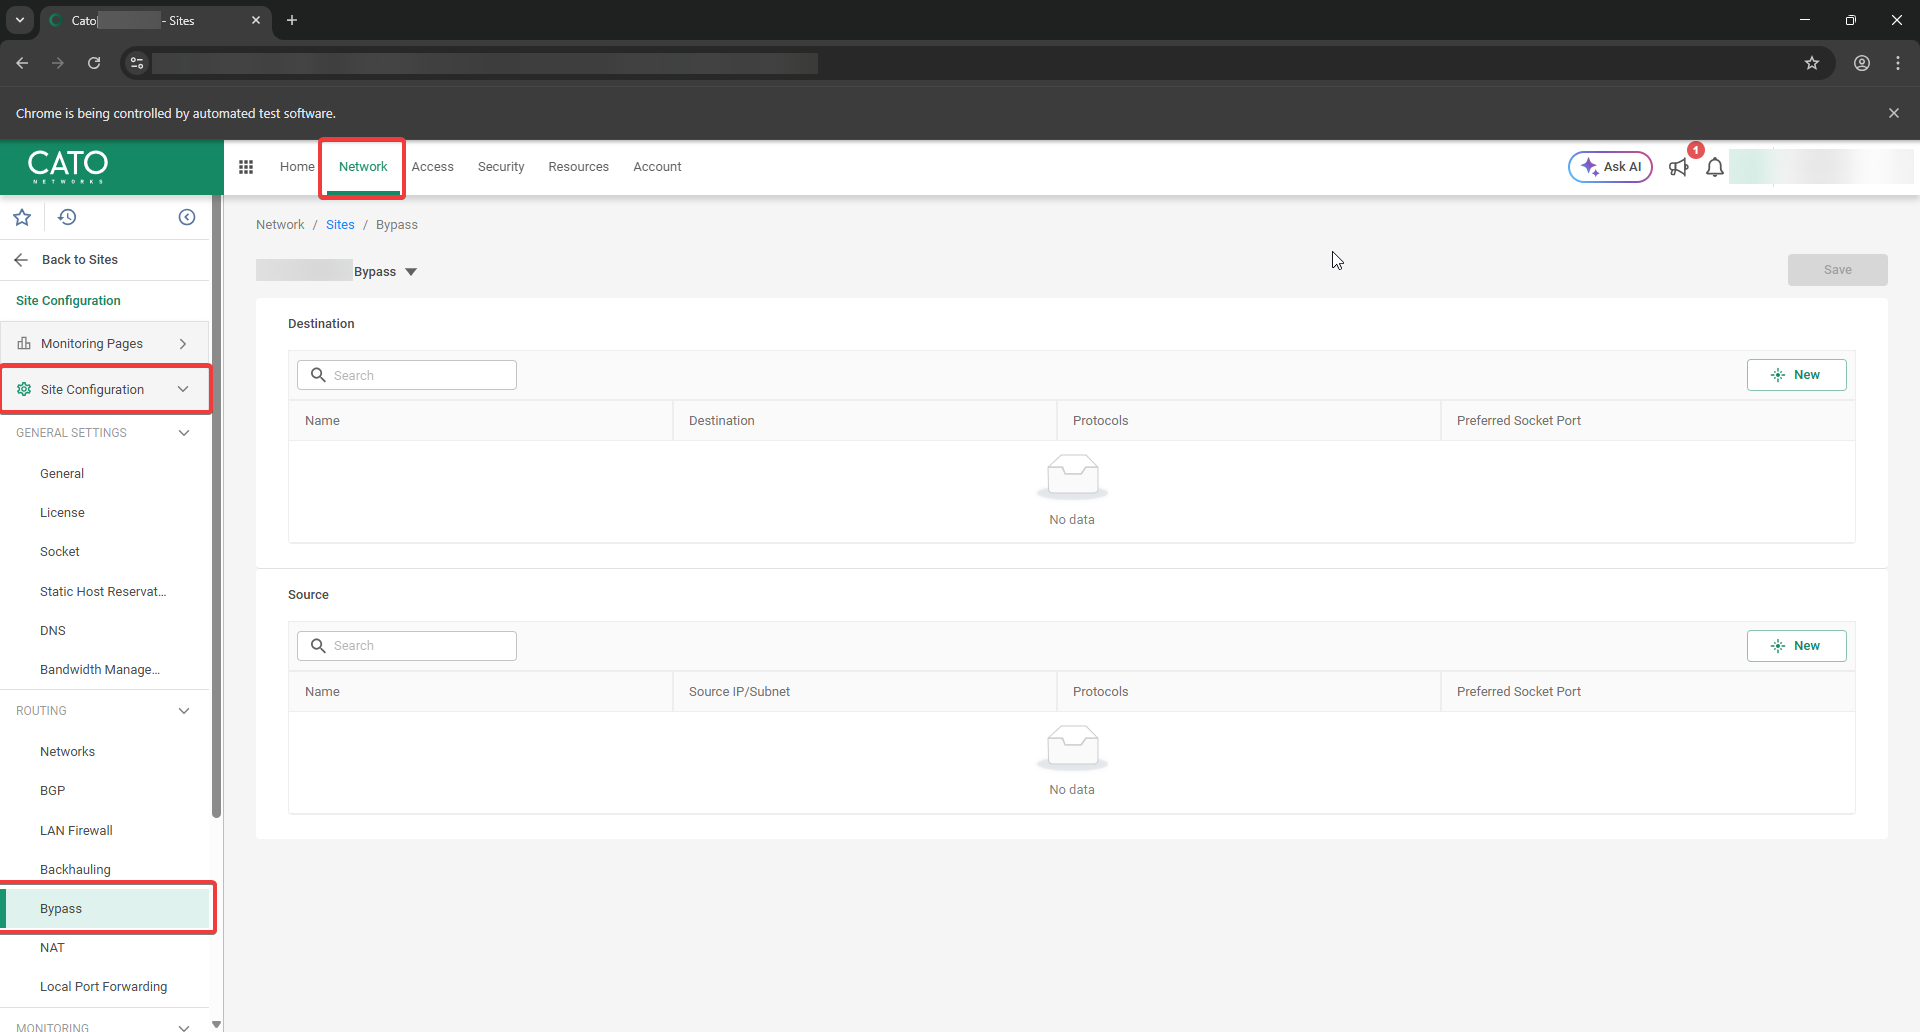 Cato
- Sites
Chrome is being controlled by automated test software.
CATO
NETWORKS
Home
Network
Access
Security
Resources
Account
Ask AI
1
Back to Sites
Site Configuration
Monitoring Pages
Site Configuration
GENERAL SETTINGS
General
License
Socket
Static Host Reservat...
DNS
Bandwidth Manage...
ROUTING
Networks
BGP
LAN Firewall
Backhauling
Bypass
NAT
Local Port Forwarding
MONITORING
Network / Sites / Bypass
Bypass
Save
Destination
Search
New
Name
Destination
Protocols
Preferred Socket Port
No data
Source
Search
New
Name
Source IP/Subnet
Protocols
Preferred Socket Port
No data